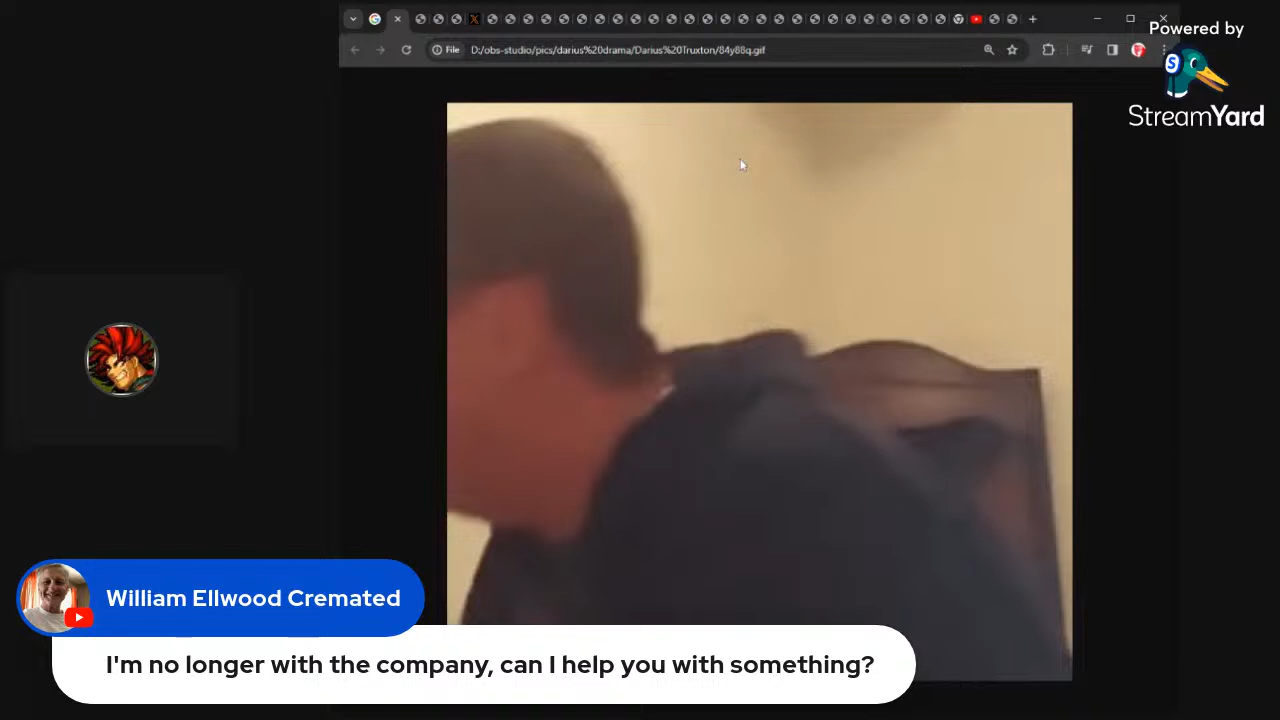 File
D:/obs-studio/pics/darius%20drama/Darius%20Truxton/84y88q.gif
Powered by
S
StreamYard
William Ellwood Cremated
I'm no longer with the company, can I help you with something?